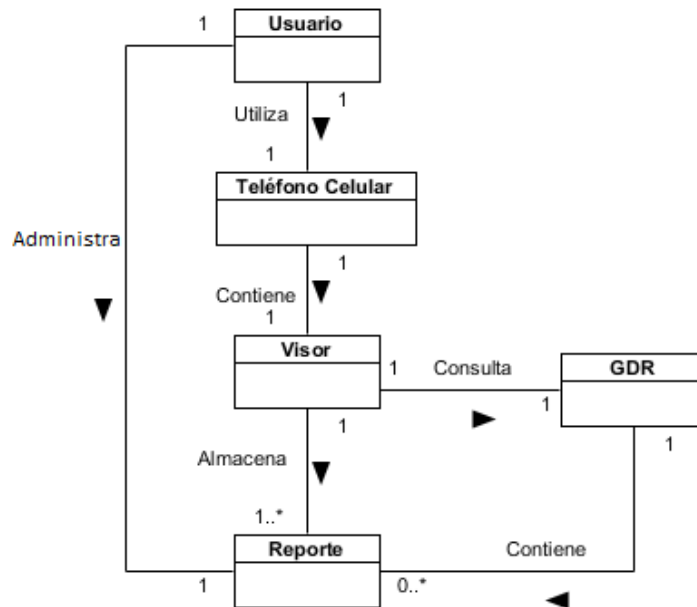 1
Usuario
1
Utiliza
1
Teléfono Celular
Administra
1
Contiene
1
Visor
1
Consulta
GDR
1
1
1
Almacena
1..*
Reporte
Contiene
1
0..*